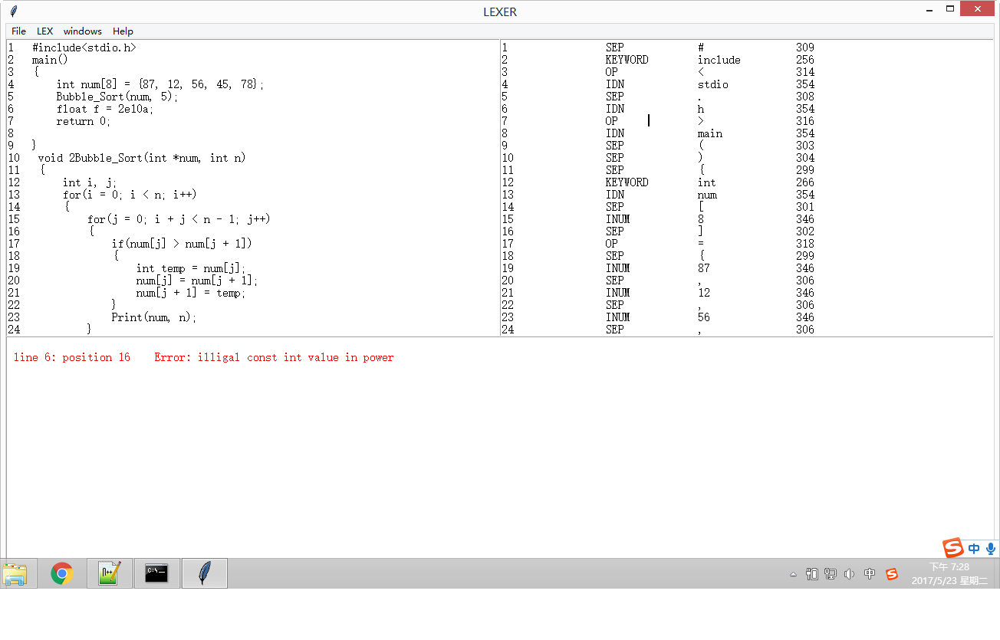 LEXER
File LEX windows Help
1 #include<stdio.h>
2 main()
3 {
4 int num[8] = {87, 12, 56, 45, 78};
5 Bubble_Sort(num, 5);
6 float f = 2e10a;
7 return 0;
8
9 }
10 void 2Bubble_Sort(int *num, int n)
11 {
12 int i, j;
13 for(i = 0; i < n; i++)
14 {
15 for(j = 0; i + j < n - 1; j++)
16 {
17 if(num[j] > num[j + 1])
18 {
19 int temp = num[j];
20 num[j] = num[j + 1];
21 num[j + 1] = temp;
22 }
23 Print(num, n);
24 }
1 SEP # 309
2 KEYWORD include 256
3 OP < 314
4 IDN stdio 354
5 SEP . 308
6 IDN h 354
7 OP > 316
8 IDN main 354
9 SEP ( 303
10 SEP ) 304
11 SEP { 299
12 KEYWORD int 266
13 IDN num 354
14 SEP [ 301
15 INUM 8 346
16 SEP ] 302
17 OP = 318
18 SEP { 299
19 INUM 87 346
20 SEP , 306
21 INUM 12 346
22 SEP , 306
23 INUM 56 346
24 SEP , 306
line 6: position 16 Error: illigal const int value in power
S 中
N++
C:\
中 S
下午 7:28
2017/5/23 星期二